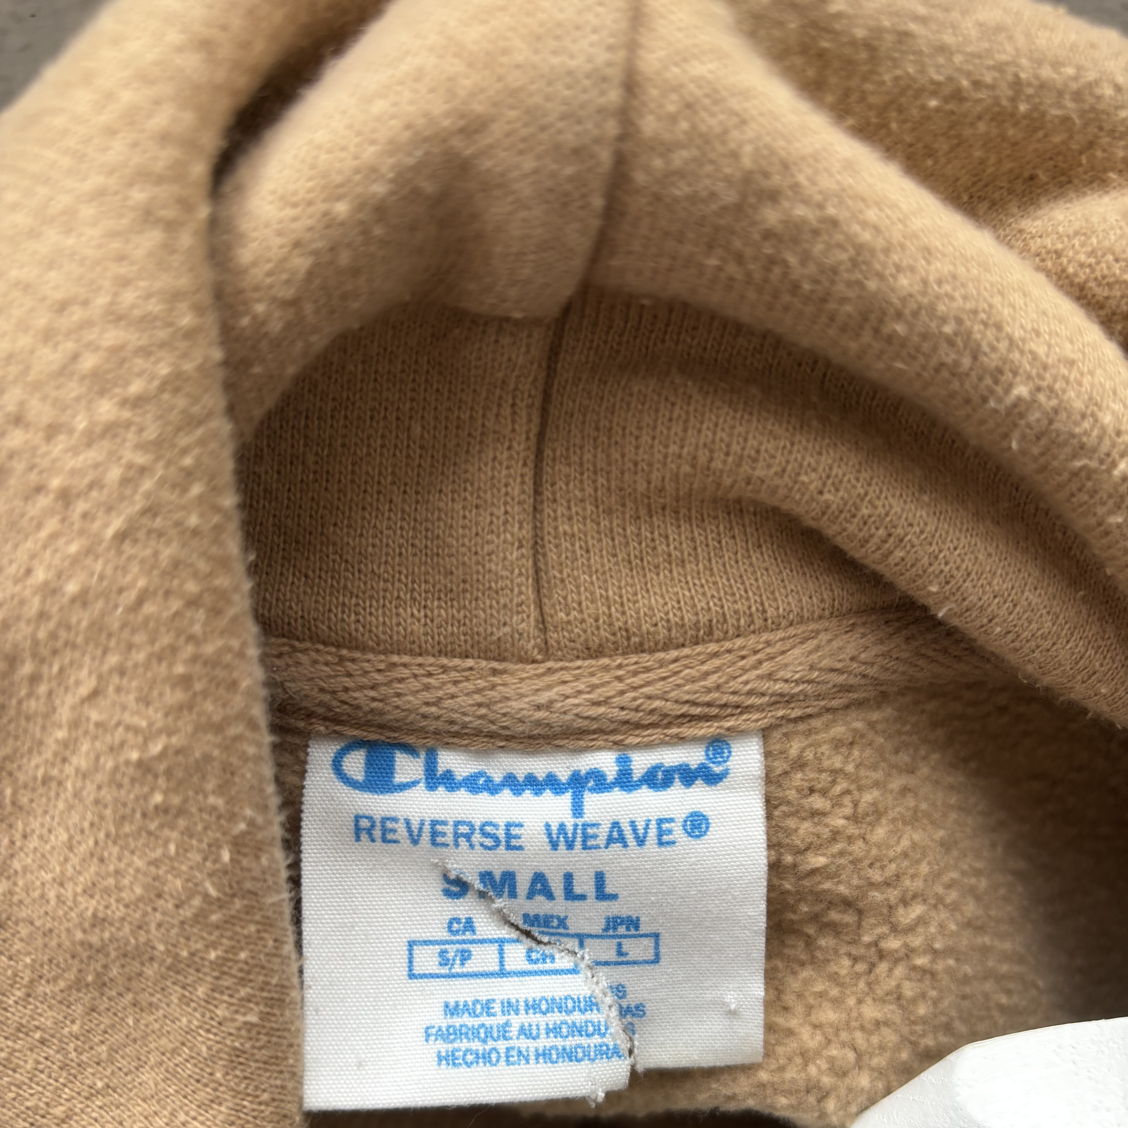 Champion®
REVERSE WEAVE®
SMALL
CA MEX JPN
S/P CH L
MADE IN HONDURAS
FABRIQUÉ AU HONDURAS
HECHO EN HONDURAS